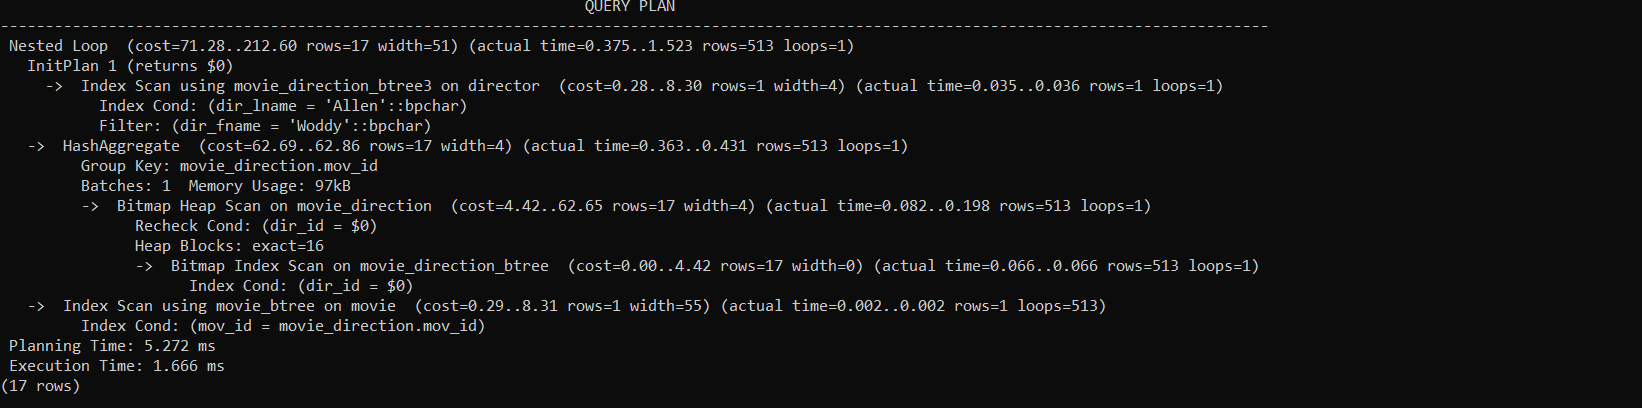 QUERY PLAN
-----------------------------------------------------------------------------------------------------------------------------------------------
Nested Loop  (cost=71.28..212.60 rows=17 width=51) (actual time=0.375..1.523 rows=513 loops=1)
  InitPlan 1 (returns $0)
    ->  Index Scan using movie_direction_btree3 on director  (cost=0.28..8.30 rows=1 width=4) (actual time=0.035..0.036 rows=1 loops=1)
          Index Cond: (dir_lname = 'Allen'::bpchar)
          Filter: (dir_fname = 'Woddy'::bpchar)
  ->  HashAggregate  (cost=62.69..62.86 rows=17 width=4) (actual time=0.363..0.431 rows=513 loops=1)
        Group Key: movie_direction.mov_id
        Batches: 1  Memory Usage: 97kB
        ->  Bitmap Heap Scan on movie_direction  (cost=4.42..62.65 rows=17 width=4) (actual time=0.082..0.198 rows=513 loops=1)
              Recheck Cond: (dir_id = $0)
              Heap Blocks: exact=16
              ->  Bitmap Index Scan on movie_direction_btree  (cost=0.00..4.42 rows=17 width=0) (actual time=0.066..0.066 rows=513 loops=1)
                    Index Cond: (dir_id = $0)
  ->  Index Scan using movie_btree on movie  (cost=0.29..8.31 rows=1 width=55) (actual time=0.002..0.002 rows=1 loops=513)
        Index Cond: (mov_id = movie_direction.mov_id)
Planning Time: 5.272 ms
Execution Time: 1.666 ms
(17 rows)